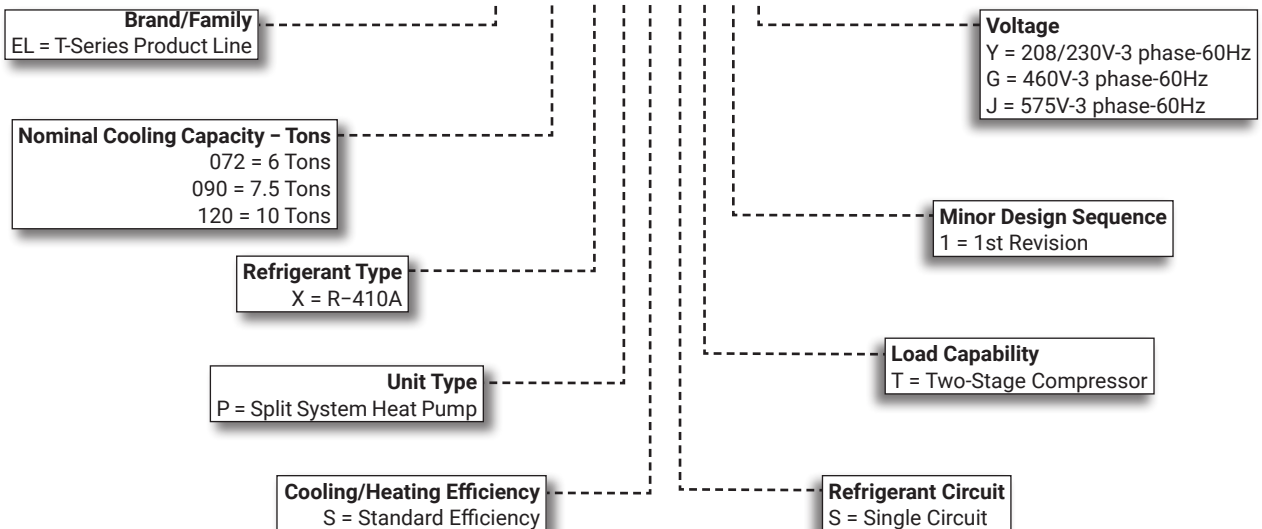 Brand/Family
EL = T-Series Product Line
Nominal Cooling Capacity – Tons
072 = 6 Tons
090 = 7.5 Tons
120 = 10 Tons
Refrigerant Type
X = R−410A
Unit Type
P = Split System Heat Pump
Cooling/Heating Efficiency
S = Standard Efficiency
Voltage
Y = 208/230V-3 phase-60Hz
G = 460V-3 phase-60Hz
J = 575V-3 phase-60Hz
Minor Design Sequence
1 = 1st Revision
Load Capability
T = Two-Stage Compressor
Refrigerant Circuit
S = Single Circuit